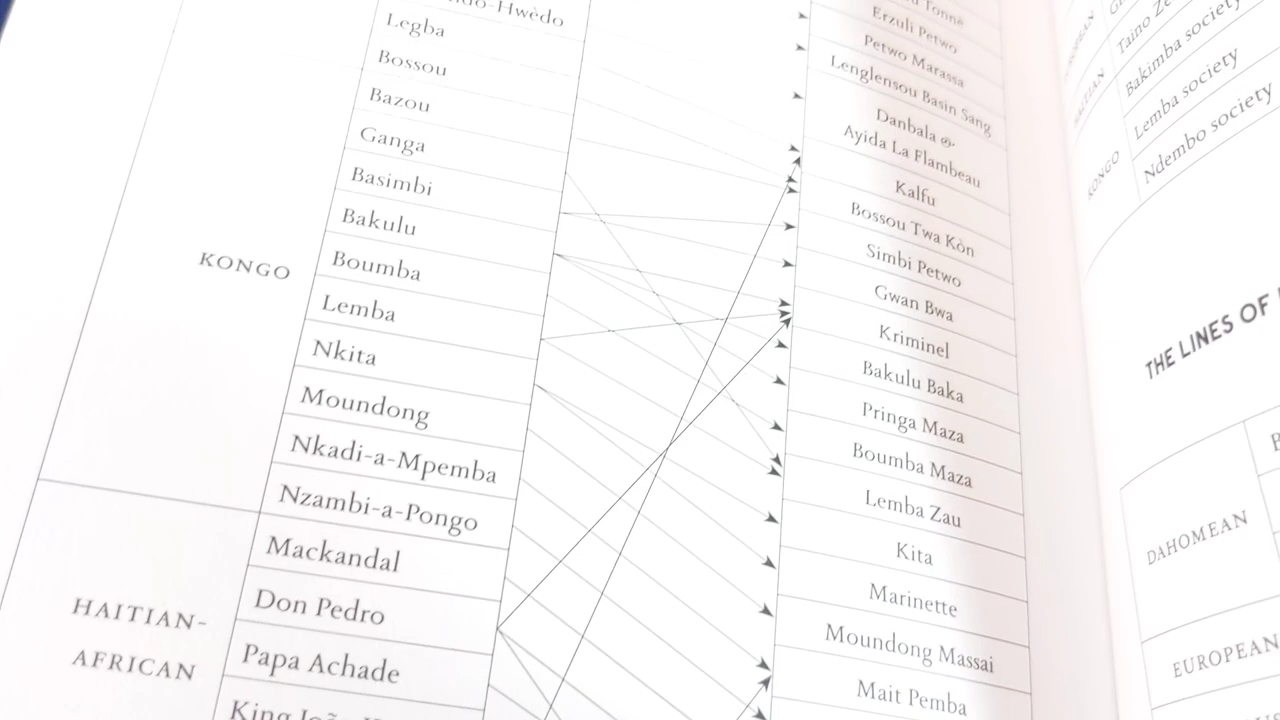 Legba
Bossou
Bazou
Ganga
Basimbi
Bakulu
KONGO
Boumba
Lemba
Nkita
Moundong
Nkadi-a-Mpemba
Nzambi-a-Pongo
HAITIAN-
AFRICAN
Mackandal
Don Pedro
Papa Achade
King
Erzuli Petwo
Petwo Marassa
Lenglensou Basin Sang
Danbala &
Ayida La Flambeau
Kalfu
Bossou Twa Kòn
Simbi Petwo
Gwan Bwa
Kriminel
Bakulu Baka
Pringa Maza
Boumba Maza
Lemba Zau
Kita
Marinette
Moundong Massai
Mait Pemba
KONGO
Taino
Bakimba society
Lemba society
Ndembo society
THE LINES OF
DAHOMEAN
EUROPEAN